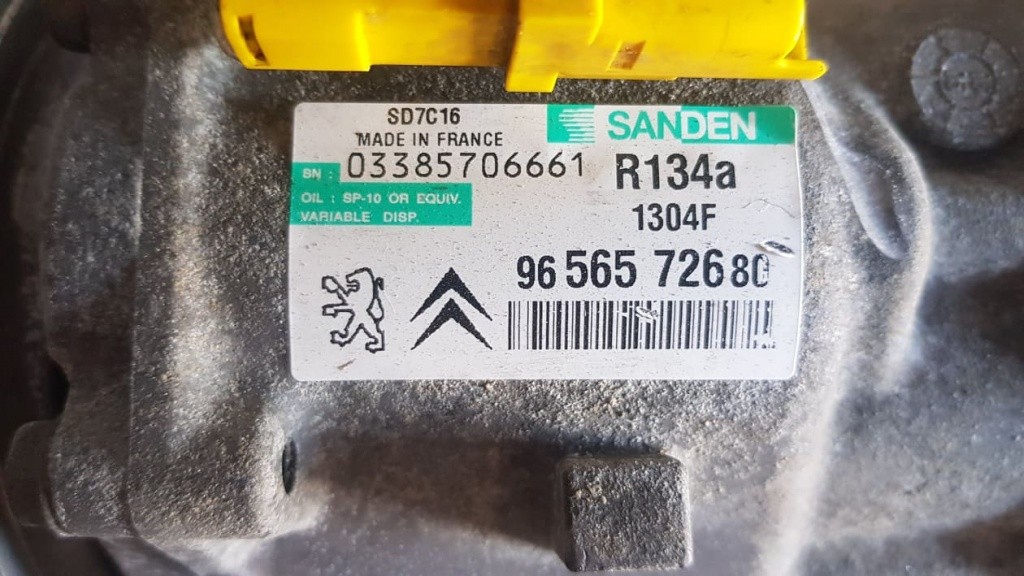 SD7C16
MADE IN FRANCE
SANDEN
SN : 03385706661
R134a
OIL : SP-10 OR EQUIV.
VARIABLE DISP.
1304F
96 565 726 80